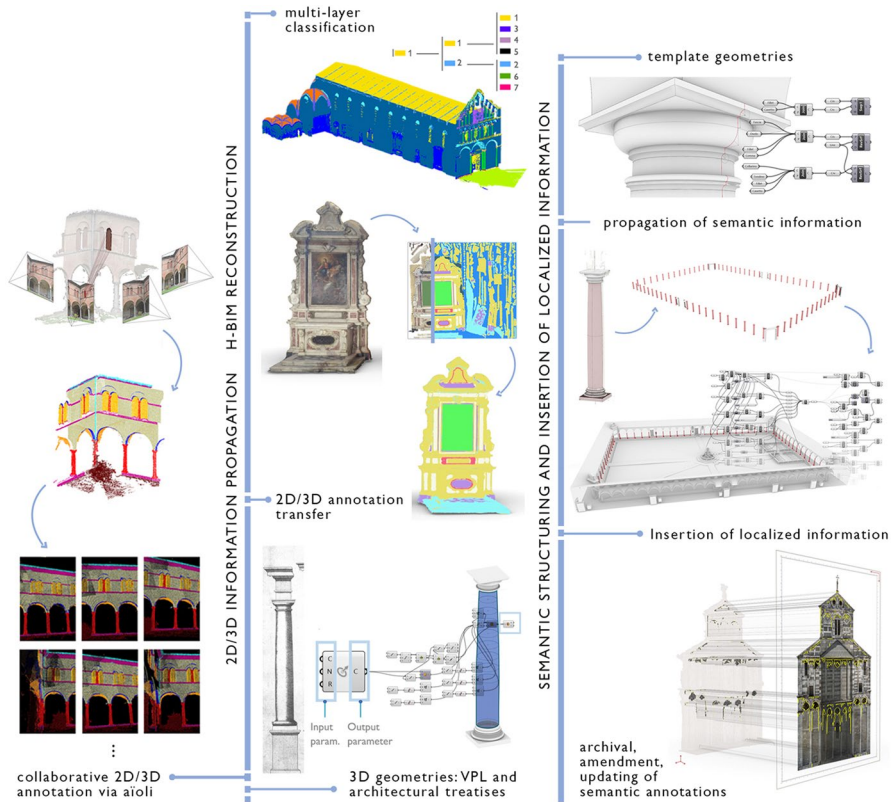 multi-layer
classification
1
1
2
1
3
4
5
2
6
7
H-BIM RECONSTRUCTION
2D/3D INFORMATION PROPAGATION
2D/3D annotation
transfer
C
N
R
C
Input
param.
Output
parameter
collaborative 2D/3D
annotation via aïoli
3D geometries: VPL and
architectural treatises
SEMANTIC STRUCTURING AND INSERTION OF LOCALIZED INFORMATION
template geometries
propagation of semantic information
Insertion of localized information
archival,
amendment,
updating of
semantic annotations